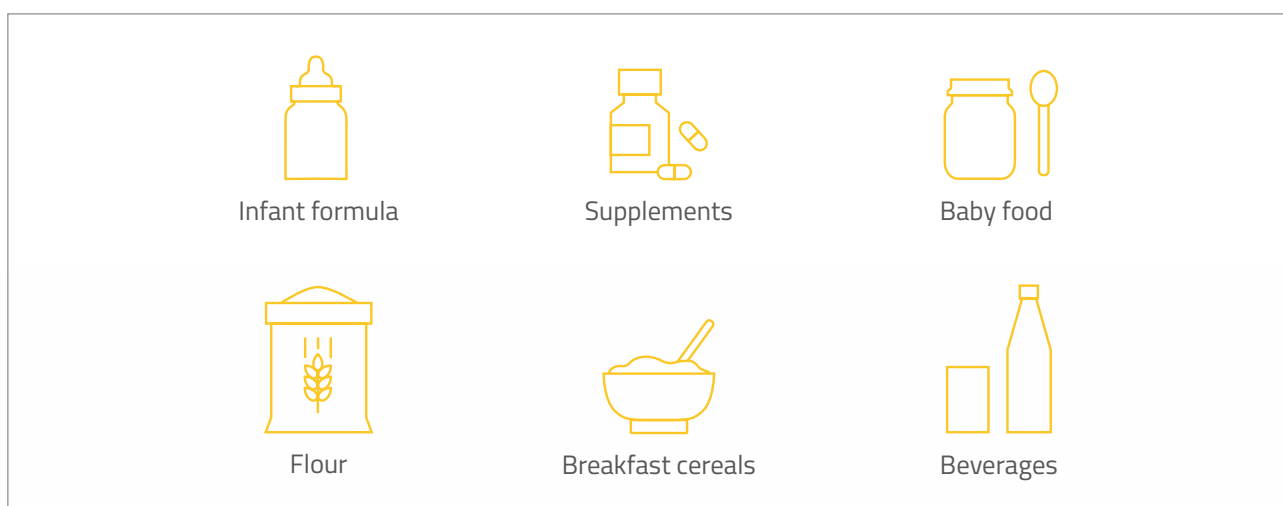 Infant formula
Supplements
Baby food
Flour
Breakfast cereals
Beverages